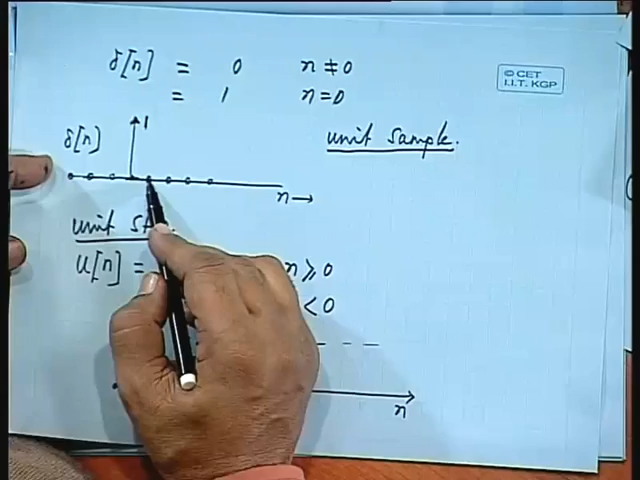 δ[n] = 0 n ≠ 0
= 1 n = 0
© CET
I.I.T. KGP
δ[n] 1
unit sample.
n →
unit
u[n] = n ≥ 0
< 0
n